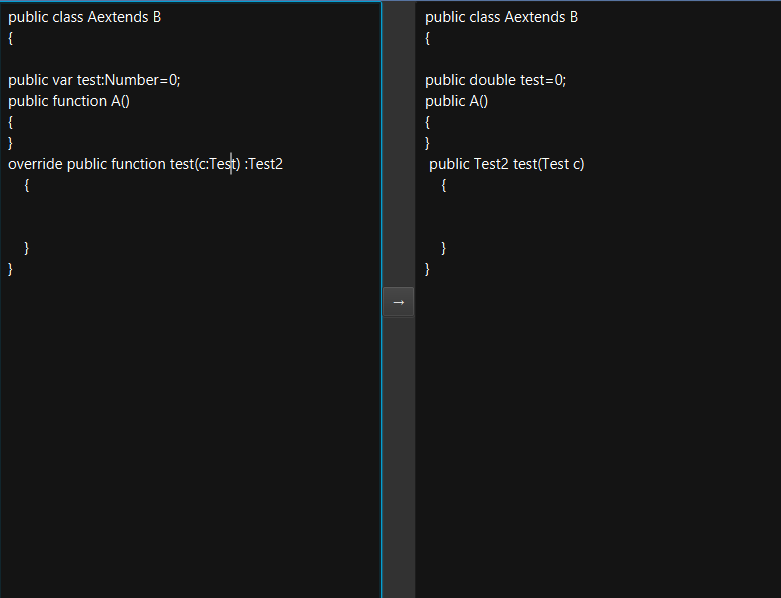 public class Aextends B
{
public var test:Number=0;
public function A()
{
}
override public function test(c:Test) :Test2
{
}
}
→
public class Aextends B
{
public double test=0;
public A()
{
}
public Test2 test(Test c)
{
}
}